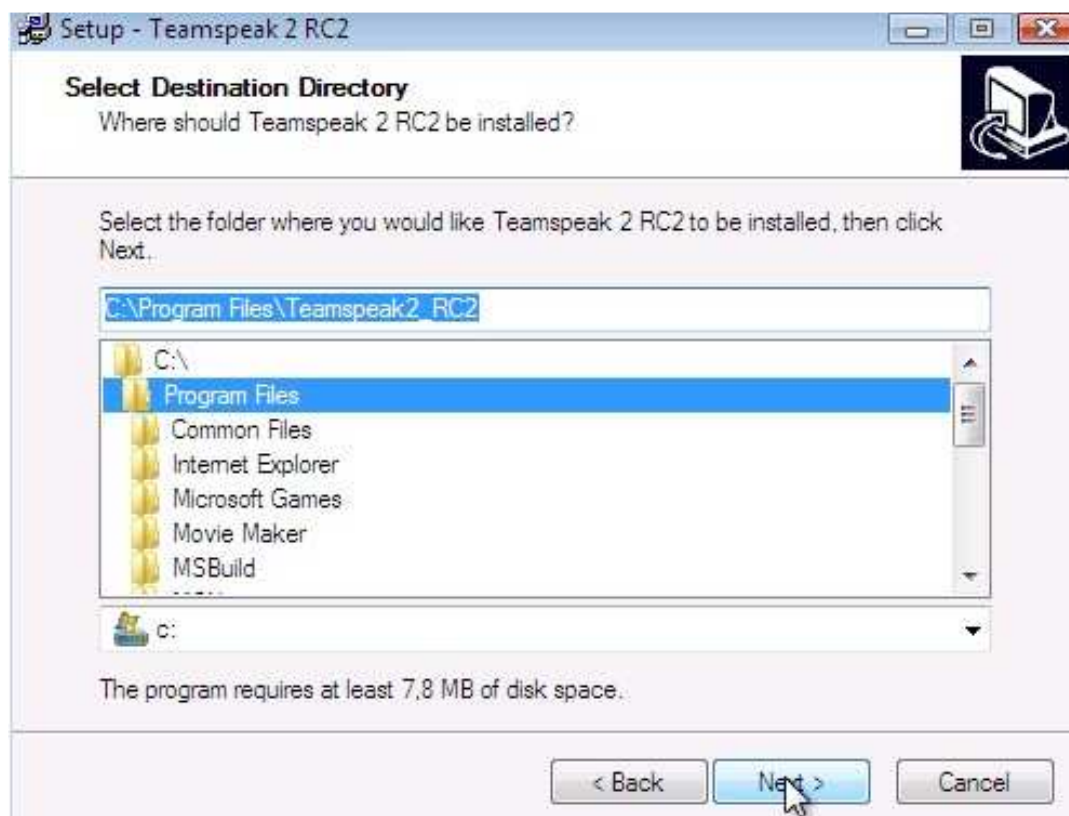 Setup - Teamspeak 2 RC2
Select Destination Directory
Where should Teamspeak 2 RC2 be installed?
Select the folder where you would like Teamspeak 2 RC2 to be installed, then click
Next.
C:\Program Files\Teamspeak2_RC2
C:\
Program Files
Common Files
Internet Explorer
Microsoft Games
Movie Maker
MSBuild
c:
The program requires at least 7,8 MB of disk space.
< Back
Next >
Cancel